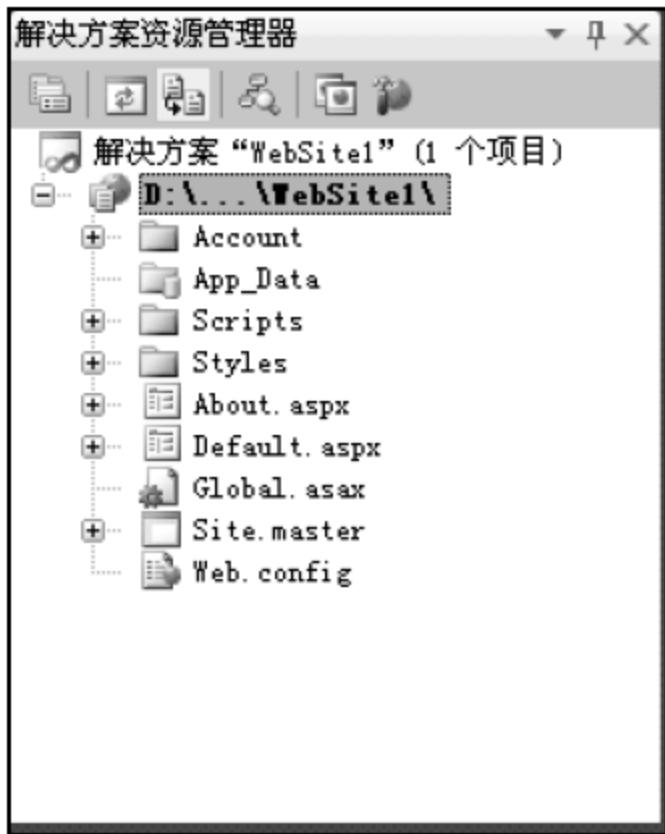 解决方案资源管理器
解决方案“WebSite1”(1 个项目)
D:\...\WebSite1\
Account
App_Data
Scripts
Styles
About.aspx
Default.aspx
Global.asax
Site.master
Web.config